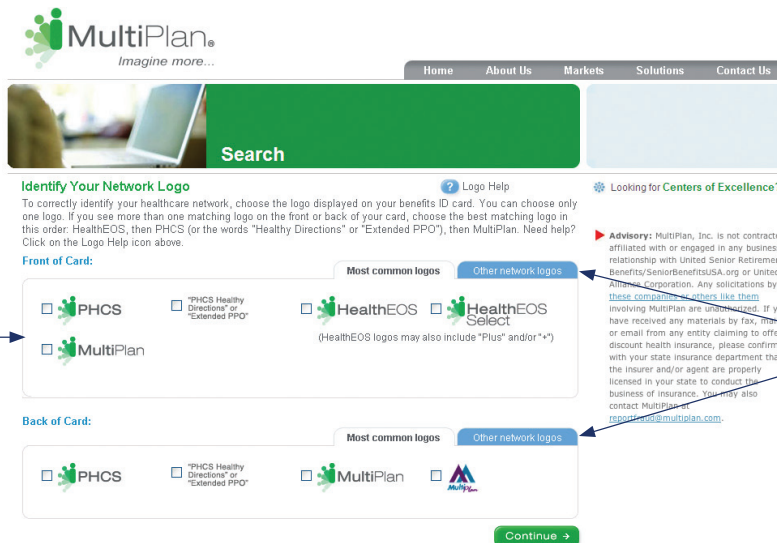 MultiPlan®
Imagine more...
Home About Us Markets Solutions Contact Us
Search
Identify Your Network Logo
? Logo Help
To correctly identify your healthcare network, choose the logo displayed on your benefits ID card. You can choose only
one logo. If you see more than one matching logo on the front or back of your card, choose the best matching logo in
this order: HealthEOS, then PHCS (or the words "Healthy Directions" or "Extended PPO"), then MultiPlan. Need help?
Click on the Logo Help icon above.
Front of Card:
Most common logos Other network logos
PHCS
"PHCS Healthy
Directions" or
"Extended PPO"
HealthEOS
HealthEOS
Select
(HealthEOS logos may also include "Plus" and/or "+")
MultiPlan
Back of Card:
Most common logos Other network logos
PHCS
"PHCS Healthy
Directions" or
"Extended PPO"
MultiPlan
Multiplan
Continue →
Looking for Centers of Excellence?
Advisory: MultiPlan, Inc. is not contracte
affiliated with or engaged in any busines
relationship with United Senior Retiremen
Benefits/SeniorBenefitsUSA.org or United
Alliance Corporation. Any solicitations by
these companies or others like them
involving MultiPlan are unauthorized. If y
have received any materials by fax, mai
or email from any entity claiming to offe
discount health insurance, please confirm
with your state insurance department tha
the insurer and/or agent are properly
licensed in your state to conduct the
business of insurance. You may also
contact MultiPlan at
reportfraud@multiplan.com.